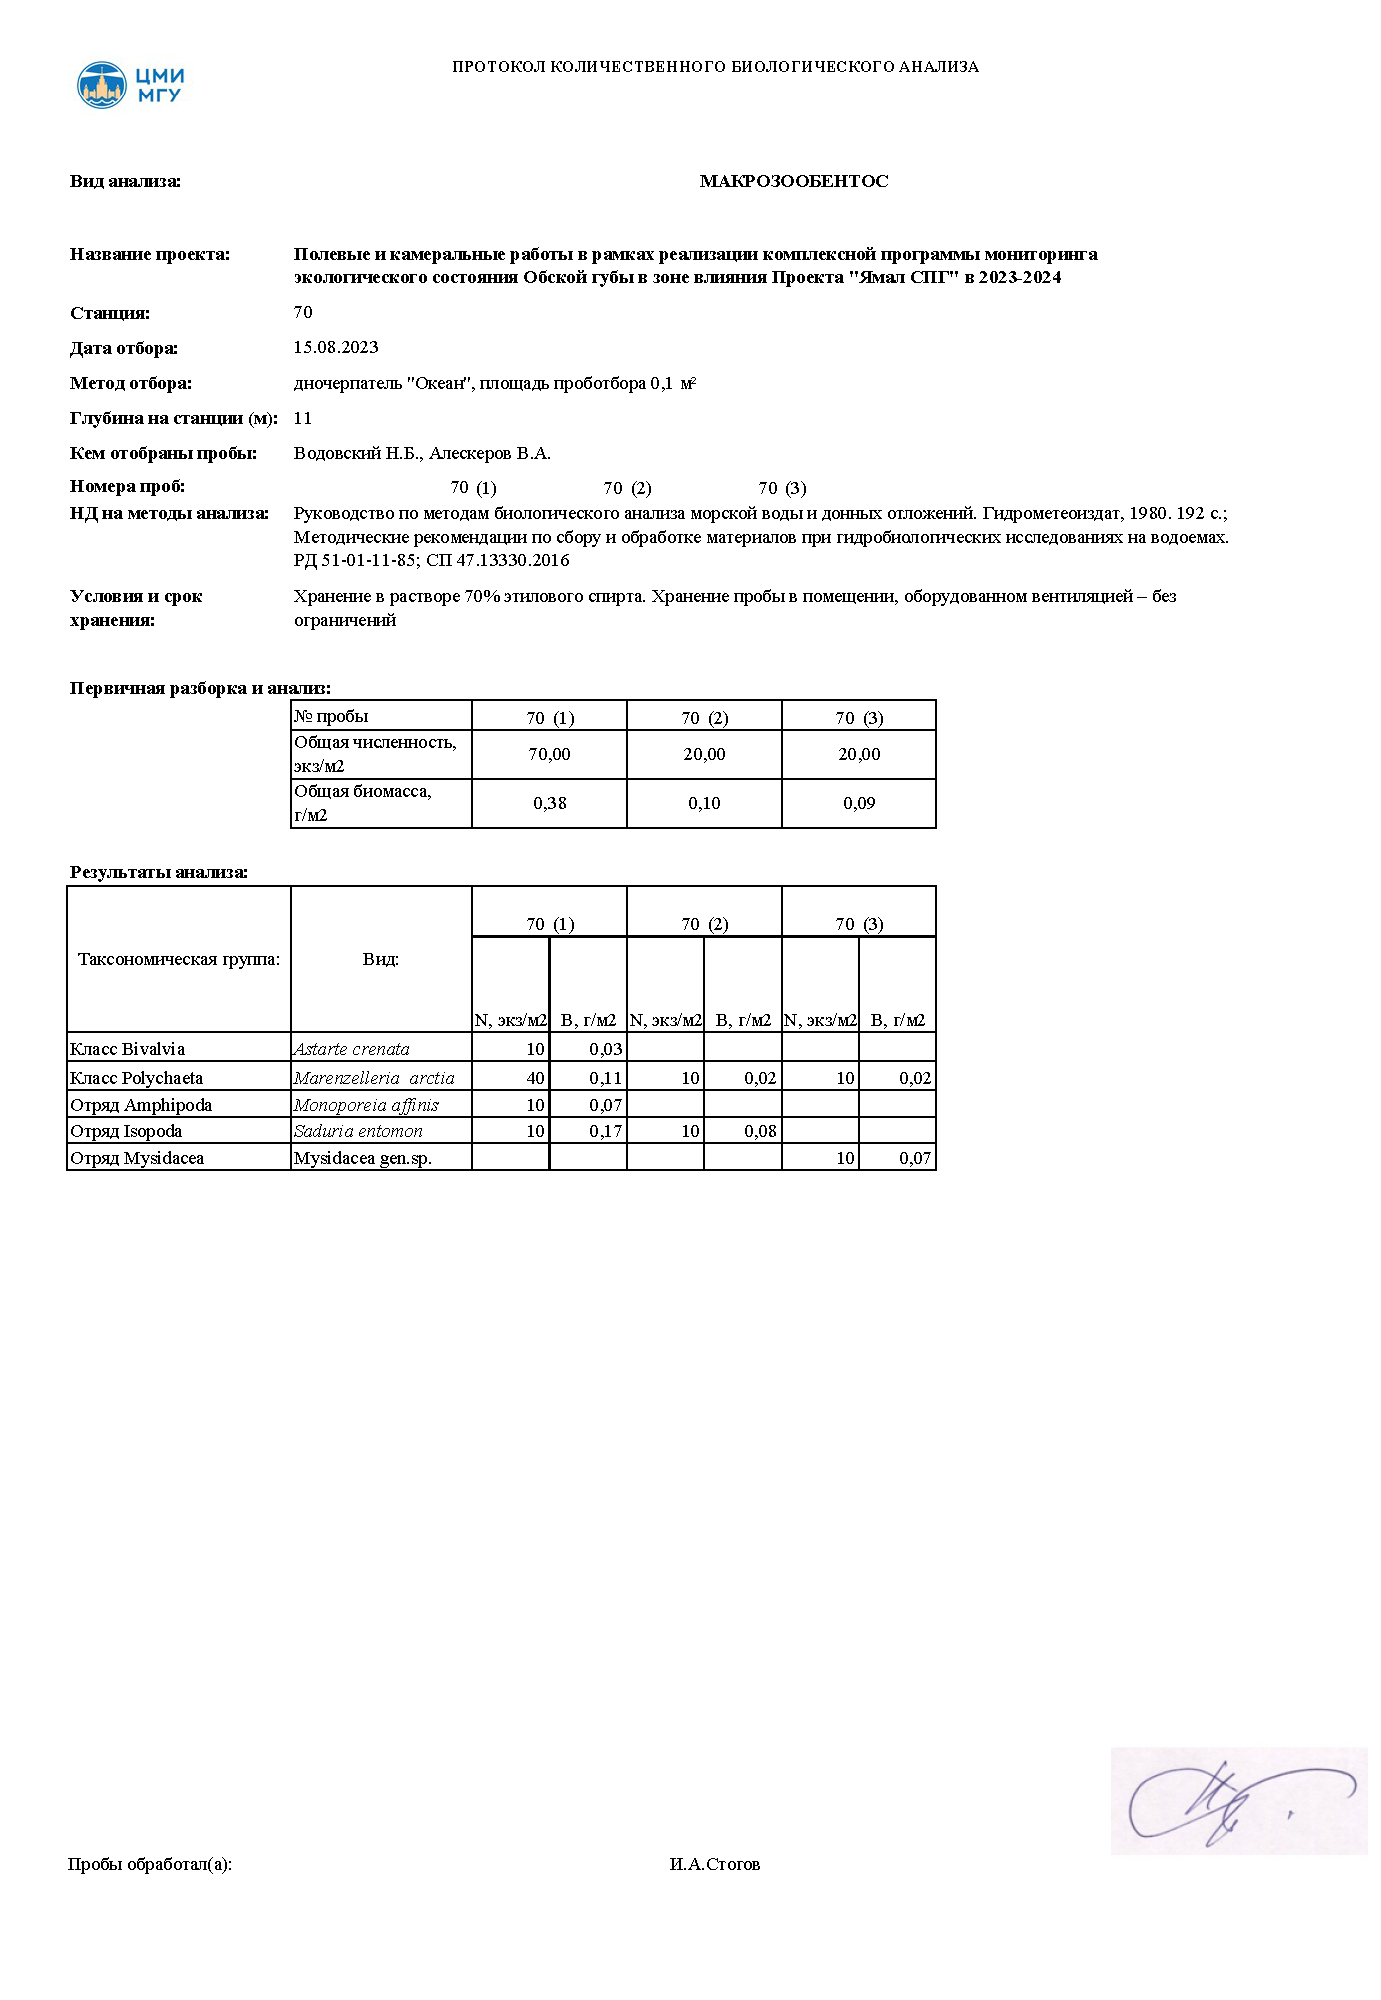 ЦМИ
МГУ
ПРОТОКОЛ КОЛИЧЕСТВЕННОГО БИОЛОГИЧЕСКОГО АНАЛИЗА
Вид анализа: МАКРОЗООБЕНТОС
Название проекта: Полевые и камеральные работы в рамках реализации комплексной программы мониторинга
экологического состояния Обской губы в зоне влияния Проекта "Ямал СПГ" в 2023-2024
Станция: 70
Дата отбора: 15.08.2023
Метод отбора: дночерпатель "Океан", площадь проботбора 0,1 м²
Глубина на станции (м): 11
Кем отобраны пробы: Водовский Н.Б., Алескеров В.А.
Номера проб: 70 (1) 70 (2) 70 (3)
НД на методы анализа: Руководство по методам биологического анализа морской воды и донных отложений. Гидрометеоиздат, 1980. 192 с.;
Методические рекомендации по сбору и обработке материалов при гидробиологических исследованиях на водоемах.
РД 51-01-11-85; СП 47.13330.2016
Условия и срок Хранение в растворе 70% этилового спирта. Хранение пробы в помещении, оборудованном вентиляцией – без
хранения: ограничений
Первичная разборка и анализ:
№ пробы 70 (1) 70 (2) 70 (3)
Общая численность,
экз/м2 70,00 20,00 20,00
Общая биомасса,
г/м2 0,38 0,10 0,09
Результаты анализа:
70 (1) 70 (2) 70 (3)
Таксономическая группа: Вид:
N, экз/м2 B, г/м2 N, экз/м2 B, г/м2 N, экз/м2 B, г/м2
Класс Bivalvia Astarte crenata 10 0,03
Класс Polychaeta Marenzelleria arctia 40 0,11 10 0,02 10 0,02
Отряд Amphipoda Monoporeia affinis 10 0,07
Отряд Isopoda Saduria entomon 10 0,17 10 0,08
Отряд Mysidacea Mysidacea gen.sp. 10 0,07
Пробы обработал(а): И.А.Стогов